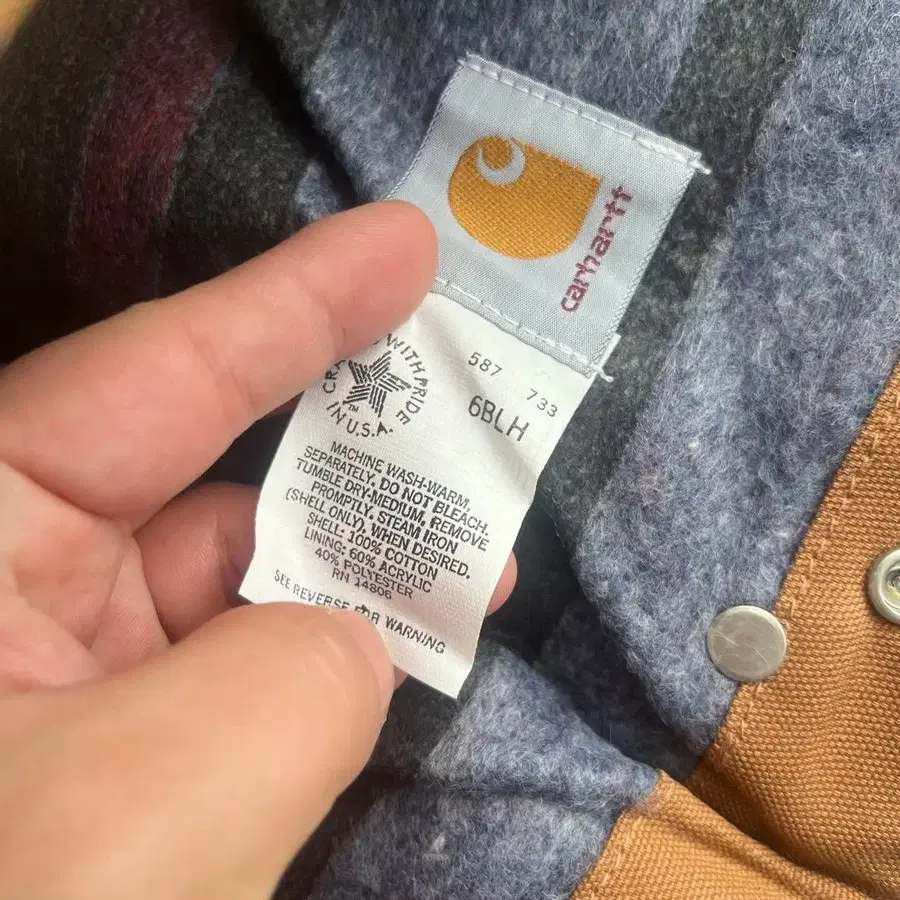 carhartt
WITH PRIDE
IN U.S.A.
TM
587
733
6BLH
MACHINE WASH-WARM,
SEPARATELY, DO NOT BLEACH.
TUMBLE DRY-MEDIUM, REMOVE
PROMPTLY, STEAM IRON
(SHELL ONLY), WHEN DESIRED.
SHELL: 100% COTTON
LINING: 60% ACRYLIC
40% POLYESTER
RN 14806
SEE REVERSE FOR WARNING